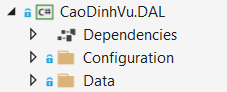 C# CaoDinhVu.DAL
Dependencies
Configuration
Data